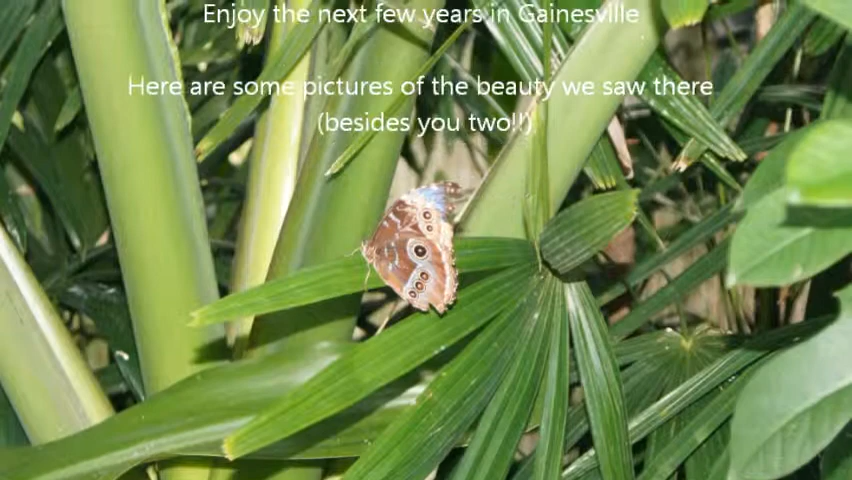 Enjoy the next few years in Gainesville
Here are some pictures of the beauty we saw there
(besides you two!!)